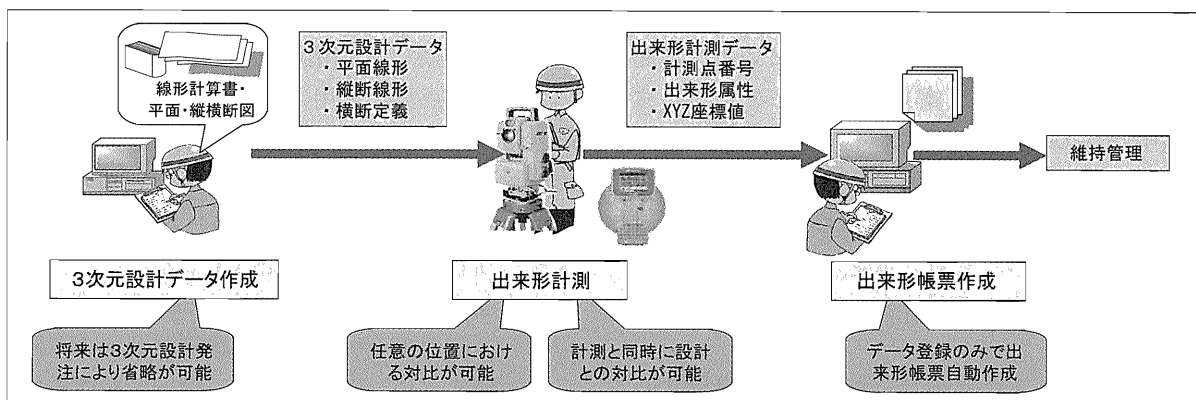 線形計算書・
平面・縦横断図
3次元設計データ
・平面線形
・縦断線形
・横断定義
出来形計測データ
・計測点番号
・出来形属性
・XYZ座標値
維持管理
3次元設計データ作成
出来形計測
出来形帳票作成
将来は3次元設計発
注により省略が可能
任意の位置におけ
る対比が可能
計測と同時に設計
との対比が可能
データ登録のみで出
来形帳票自動作成